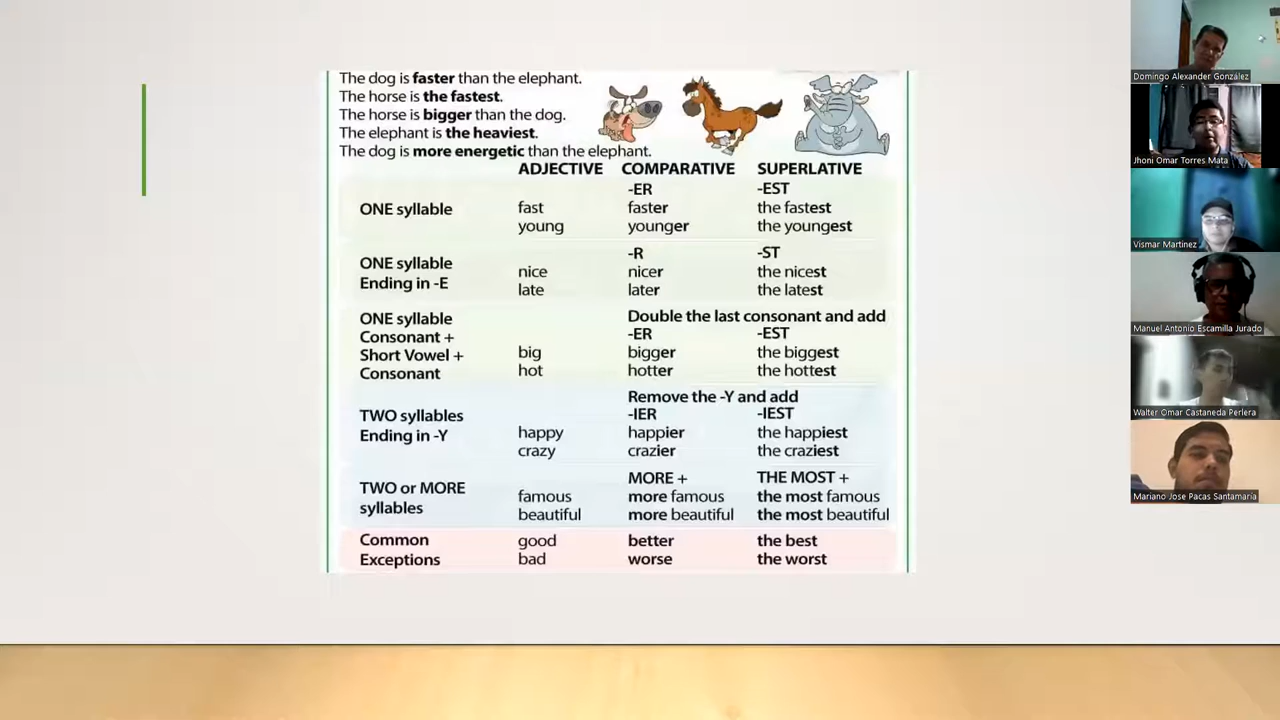 The dog is faster than the elephant.
The horse is the fastest.
The horse is bigger than the dog.
The elephant is the heaviest.
The dog is more energetic than the elephant.
ADJECTIVE COMPARATIVE SUPERLATIVE
-ER -EST
ONE syllable
fast faster the fastest
young younger the youngest
-R -ST
ONE syllable
Ending in -E
nice nicer the nicest
late later the latest
Double the last consonant and add
-ER -EST
ONE syllable
Consonant +
Short Vowel +
Consonant
big bigger the biggest
hot hotter the hottest
Remove the -Y and add
-IER -IEST
TWO syllables
Ending in -Y
happy happier the happiest
crazy crazier the craziest
MORE + THE MOST +
TWO or MORE
syllables
famous more famous the most famous
beautiful more beautiful the most beautiful
Common
Exceptions
good better the best
bad worse the worst
Domingo Alexander González
Jhoni Omar Torres Mata
Vismar Martínez
Manuel Antonio Escamilla Jurado
Walter Omar Castaneda Perlera
Mariano Jose Pacas Santamaría